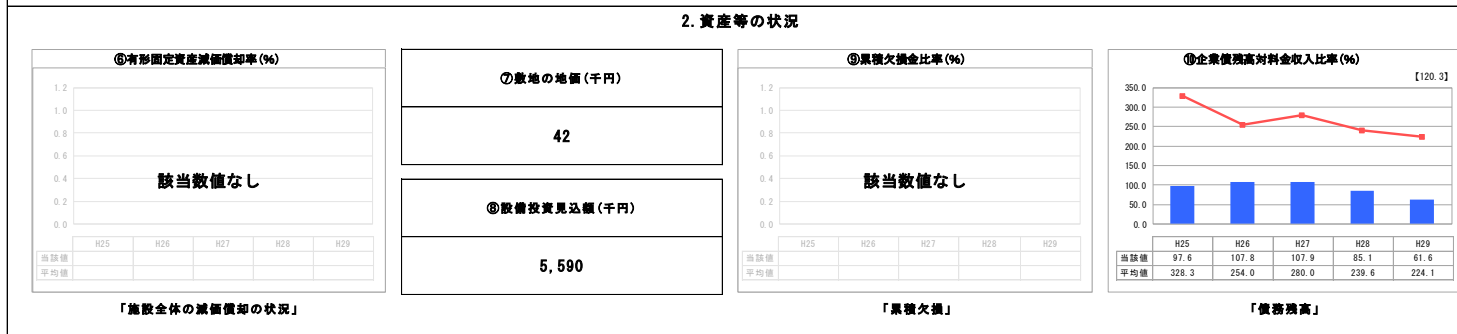 2. 資産等の状況
⑥有形固定資産減価償却率(%)
1.2
1.0
0.8
0.6
0.4
0.2
0.0
該当数値なし
H25 H26 H27 H28 H29
当該値
平均値
「施設全体の減価償却の状況」
⑦敷地の地価(千円)
42
⑧設備投資見込額(千円)
5,590
⑨累積欠損金比率(%)
1.2
1.0
0.8
0.6
0.4
0.2
0.0
該当数値なし
H25 H26 H27 H28 H29
当該値
平均値
「累積欠損」
⑩企業債残高対料金収入比率(%)
【120.3】
350.0
300.0
250.0
200.0
150.0
100.0
50.0
0.0
H25 H26 H27 H28 H29
当該値 97.6 107.8 107.9 85.1 61.6
平均値 328.3 254.0 280.0 239.6 224.1
「債務残高」